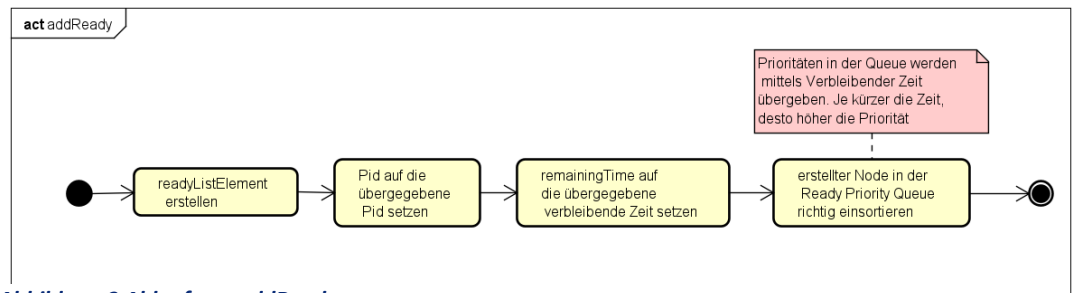 act addReady
Prioritäten in der Queue werden
mittels Verbleibender Zeit
übergeben. Je kürzer die Zeit,
desto höher die Priorität
readyListElement
erstellen
Pid auf die
übergegebene
Pid setzen
remainingTime auf
die übergegebene
verbleibende Zeit setzen
erstellter Node in der
Ready Priority Queue
richtig einsortieren